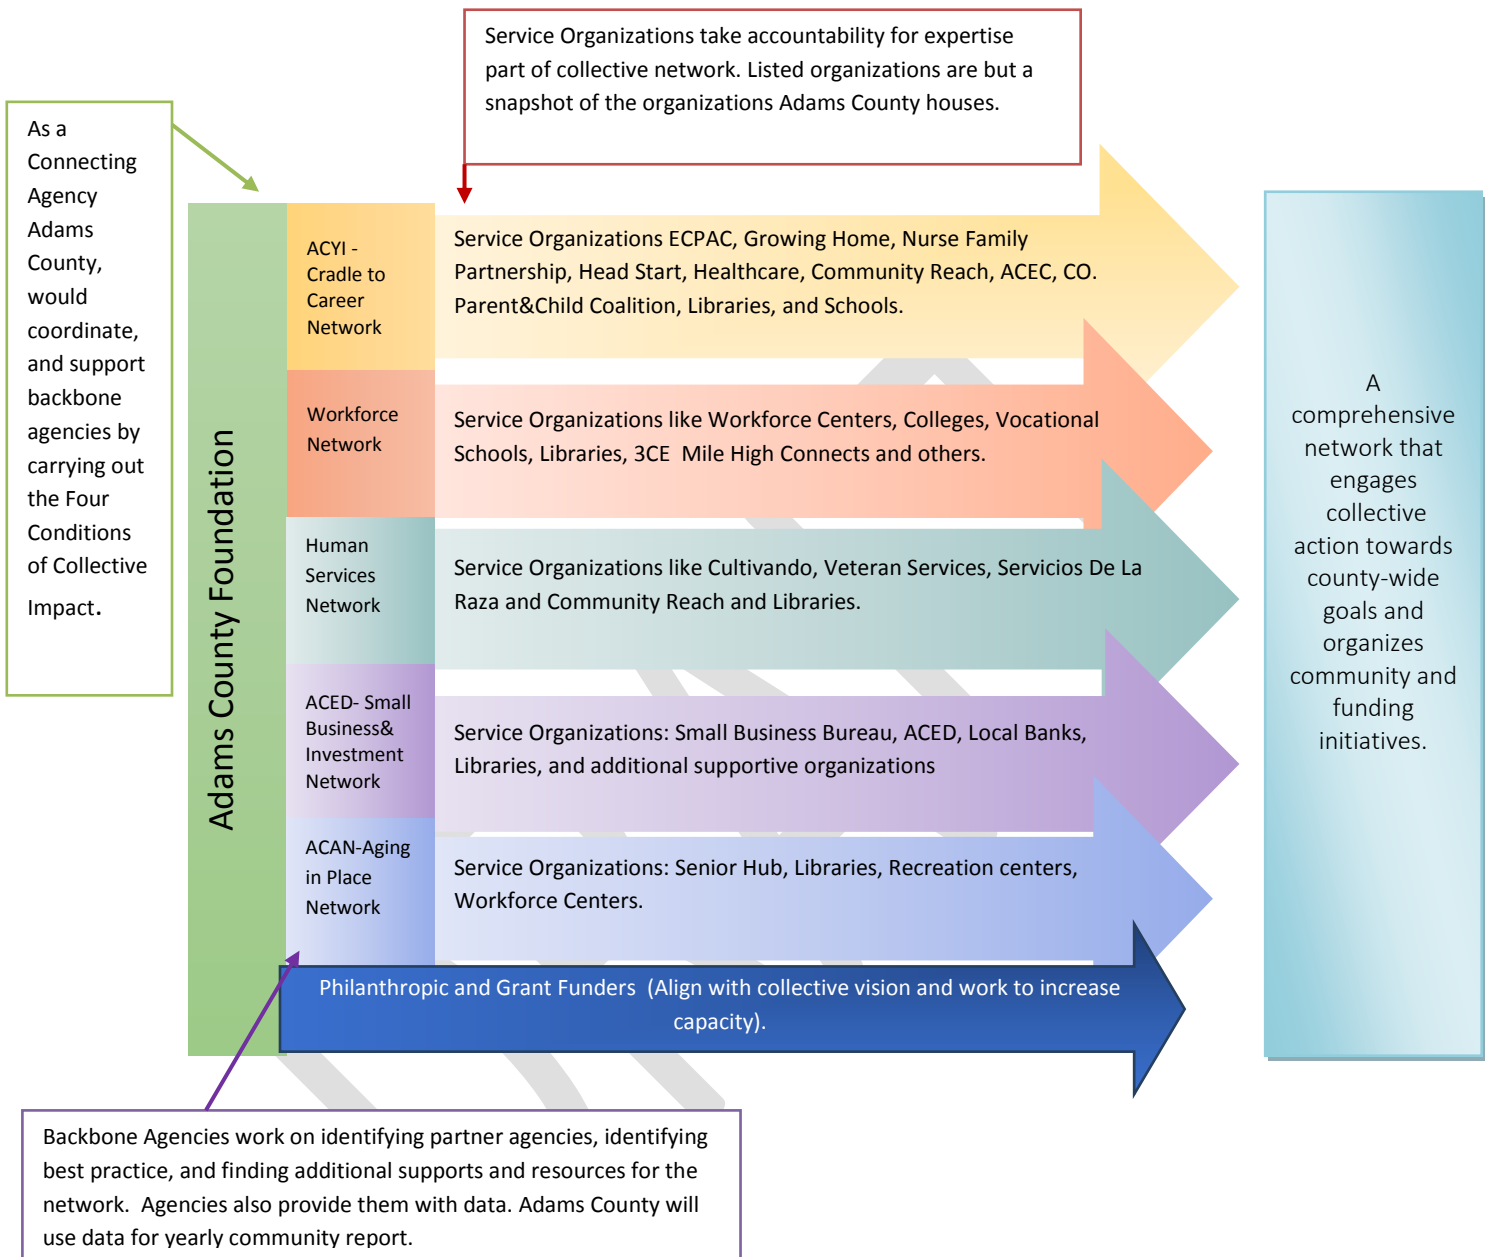 Service Organizations take accountability for expertise
part of collective network. Listed organizations are but a
snapshot of the organizations Adams County houses.
As a
Connecting
Agency
Adams
County,
would
coordinate,
and support
backbone
agencies by
carrying out
the Four
Conditions
of Collective
Impact.
Adams County Foundation
ACYI -
Cradle to
Career
Network
Service Organizations ECPAC, Growing Home, Nurse Family
Partnership, Head Start, Healthcare, Community Reach, ACEC, CO.
Parent&Child Coalition, Libraries, and Schools.
Workforce
Network
Service Organizations like Workforce Centers, Colleges, Vocational
Schools, Libraries, 3CE  Mile High Connects and others.
Human
Services
Network
Service Organizations like Cultivando, Veteran Services, Servicios De La
Raza and Community Reach and Libraries.
ACED- Small
Business&
Investment
Network
Service Organizations: Small Business Bureau, ACED, Local Banks,
Libraries, and additional supportive organizations
ACAN-Aging
in Place
Network
Service Organizations: Senior Hub, Libraries, Recreation centers,
Workforce Centers.
Philanthropic and Grant Funders  (Align with collective vision and work to increase
capacity).
A
comprehensive
network that
engages
collective
action towards
county-wide
goals and
organizes
community and
funding
initiatives.
Backbone Agencies work on identifying partner agencies, identifying
best practice, and finding additional supports and resources for the
network.  Agencies also provide them with data. Adams County will
use data for yearly community report.